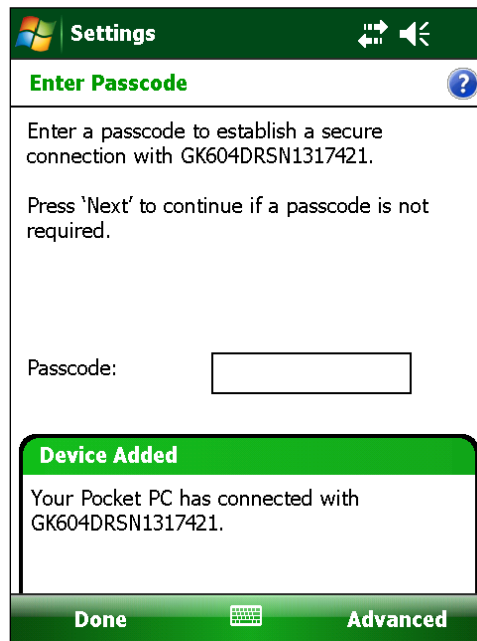 Settings
Enter Passcode
?
Enter a passcode to establish a secure
connection with GK604DRSN1317421.
Press ‘Next’ to continue if a passcode is not
required.
Passcode:
Device Added
Your Pocket PC has connected with
GK604DRSN1317421.
Done Advanced